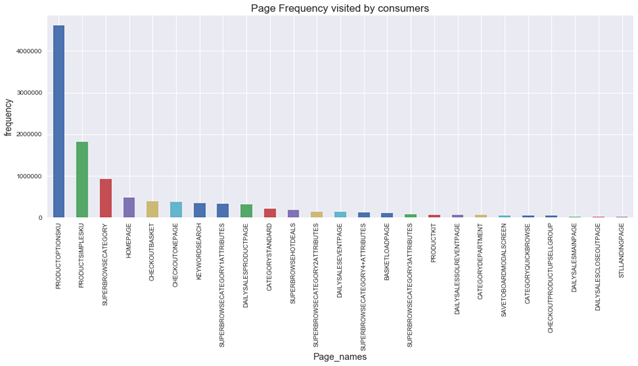 Page Frequency visited by consumers
frequency
4000000
3000000
2000000
1000000
0
PRODUCTOPTIONSKU
PRODUCTSIMPLESKU
SUPERBROWSECATEGORY
HOMEPAGE
CHECKOUTBASKET
CHECKOUTONEPAGE
KEYWORDSEARCH
SUPERBROWSECATEGORY1ATTRIBUTES
DAILYSALESPRODUCTPAGE
CATEGORYSTANDARD
SUPERBROWSEHOTDEALS
SUPERBROWSECATEGORY2ATTRIBUTES
DAILYSALESEVENTPAGE
SUPERBROWSECATEGORY4+ATTRIBUTES
BASKETLOADPAGE
SUPERBROWSECATEGORY3ATTRIBUTES
PRODUCTKIT
DAILYSALESSOLREVENTPAGE
CATEGORYDEPARTMENT
SAVETOBOARDMODALSCREEN
CATEGORYQUICKBROWSE
CHECKOUTPRODUCTUPSELLGROUP
DAILYSALESMAINPAGE
DAILYSALESCLOSEOUTPAGE
STLLANDINGPAGE
Page_names